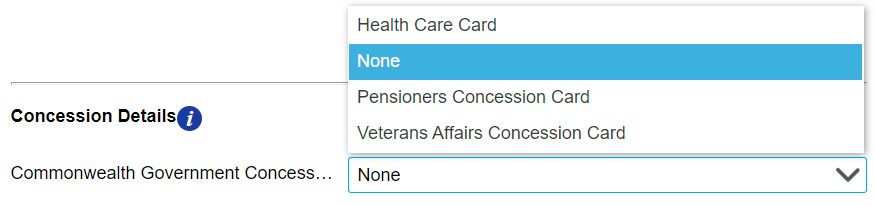 Health Care Card
None
Pensioners Concession Card
Veterans Affairs Concession Card
Concession Details i
Commonwealth Government Concess... None